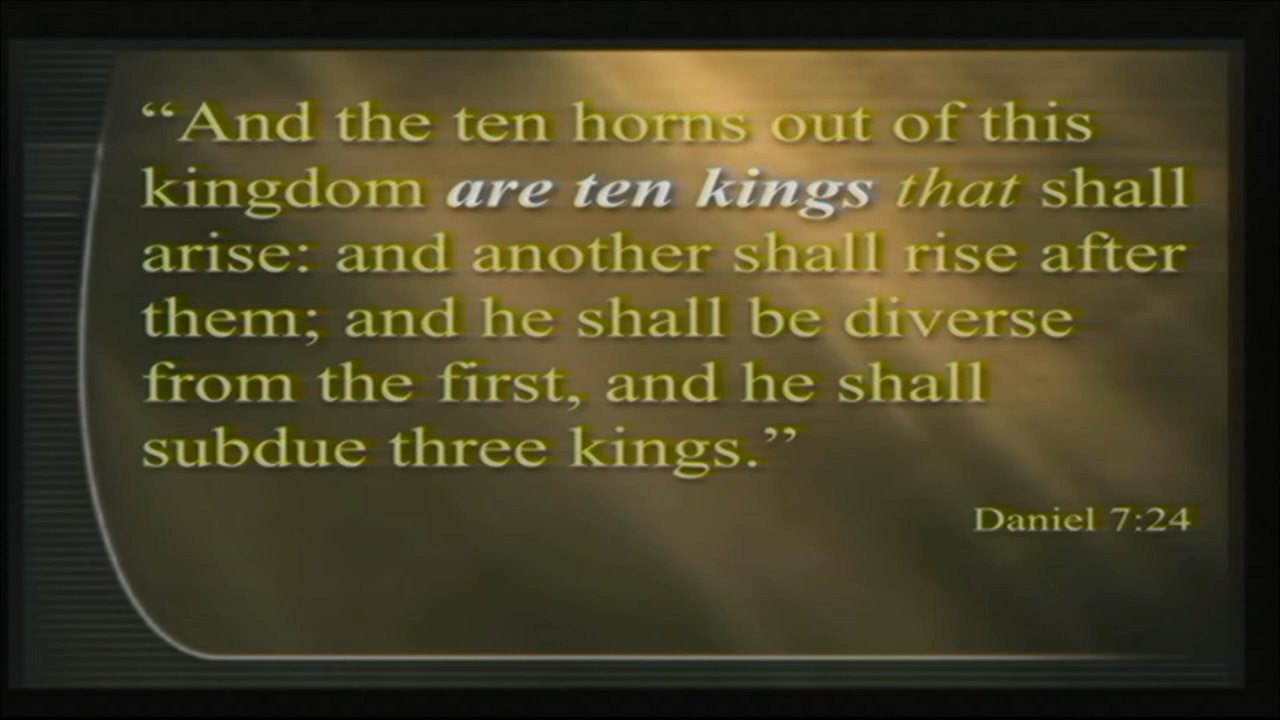 “And the ten horns out of this
kingdom are ten kings that shall
arise: and another shall rise after
them; and he shall be diverse
from the first, and he shall
subdue three kings.”
Daniel 7:24